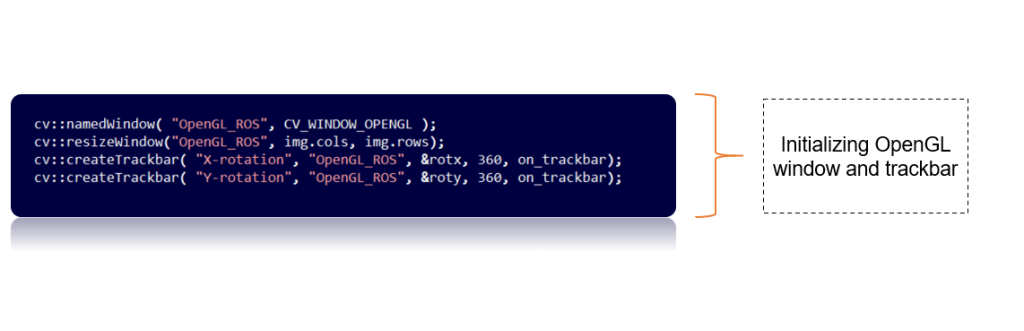 cv::namedWindow( "OpenGL_ROS", CV_WINDOW_OPENGL );
cv::resizeWindow("OpenGL_ROS", img.cols, img.rows);
cv::createTrackbar( "X-rotation", "OpenGL_ROS", &rotx, 360, on_trackbar);
cv::createTrackbar( "Y-rotation", "OpenGL_ROS", &roty, 360, on_trackbar);
Initializing OpenGL
window and trackbar